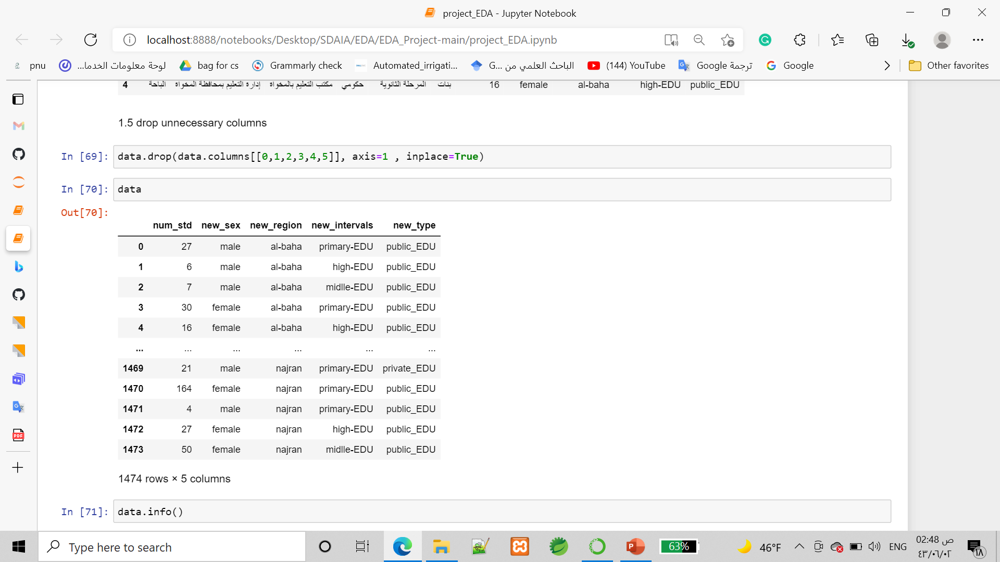 project_EDA - Jupyter Notebook
localhost:8888/notebooks/Desktop/SDAIA/EDA/EDA_Project-main/project_EDA.ipynb
pnu لوحة معلومات الخدما... bag for cs Grammarly check Automated_irrigati... الباحث العلمي من G... (144) YouTube ترجمة Google Google Other favorites
4 الباحة إدارة التعليم بمحافظة المخواة مكتب التعليم بالمخواة حكومي المرحلة الثانوية بنات 16 female al-baha high-EDU public_EDU
1.5 drop unnecessary columns
In [69]: data.drop(data.columns[[0,1,2,3,4,5]], axis=1 , inplace=True)
In [70]: data
Out[70]:
num_std new_sex new_region new_intervals new_type
0 27 male al-baha primary-EDU public_EDU
1 6 male al-baha high-EDU public_EDU
2 7 male al-baha midlle-EDU public_EDU
3 30 female al-baha primary-EDU public_EDU
4 16 female al-baha high-EDU public_EDU
... ... ... ... ... ...
1469 21 male najran primary-EDU private_EDU
1470 164 female najran primary-EDU public_EDU
1471 4 male najran primary-EDU public_EDU
1472 27 female najran high-EDU public_EDU
1473 50 female najran midlle-EDU public_EDU
1474 rows × 5 columns
In [71]: data.info()
Type here to search
63%
46°F
ENG
02:48 ص
٤٣/٠٦/٠٢
١٨